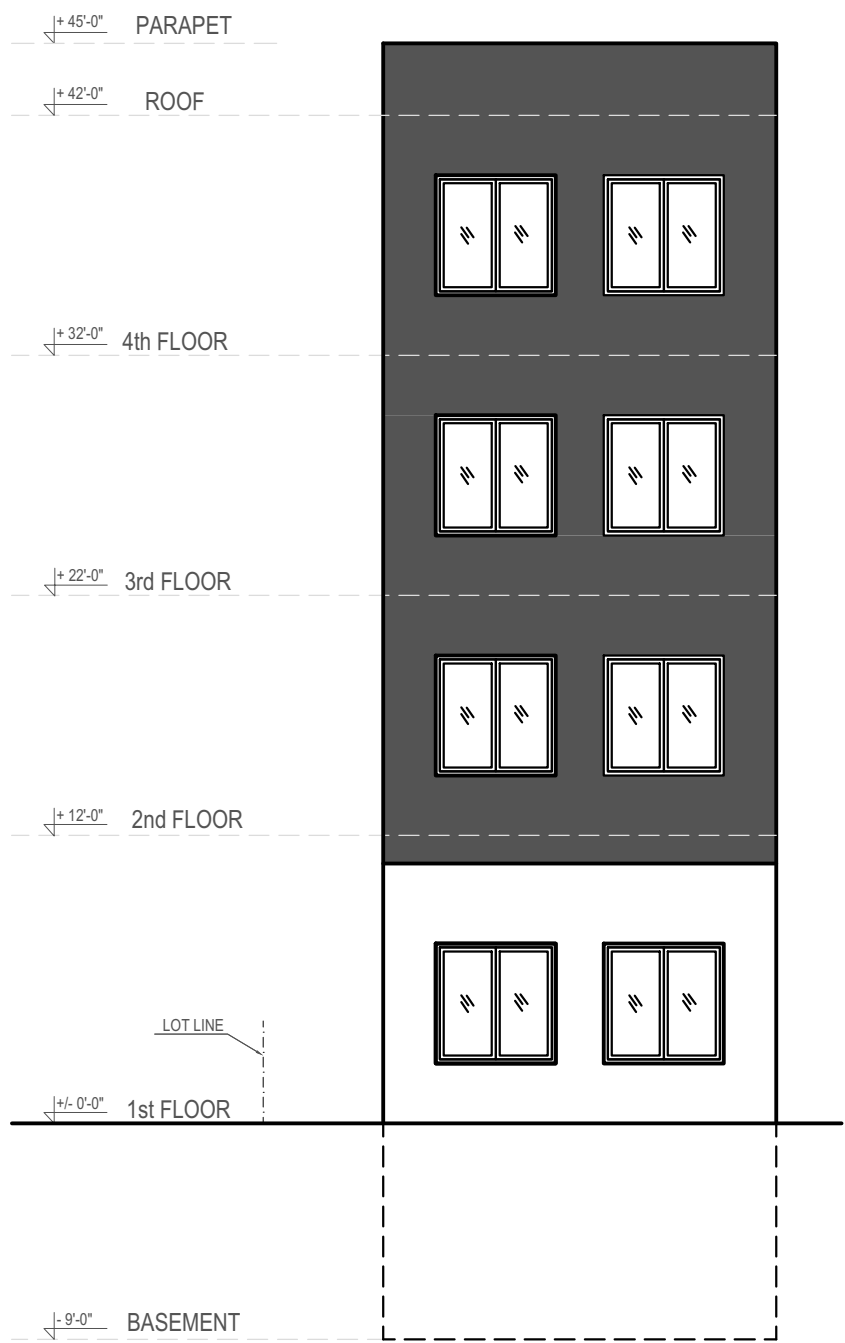 + 45'-0" PARAPET
+ 42'-0" ROOF
+ 32'-0" 4th FLOOR
+ 22'-0" 3rd FLOOR
+ 12'-0" 2nd FLOOR
LOT LINE
+/- 0'-0" 1st FLOOR
- 9'-0" BASEMENT